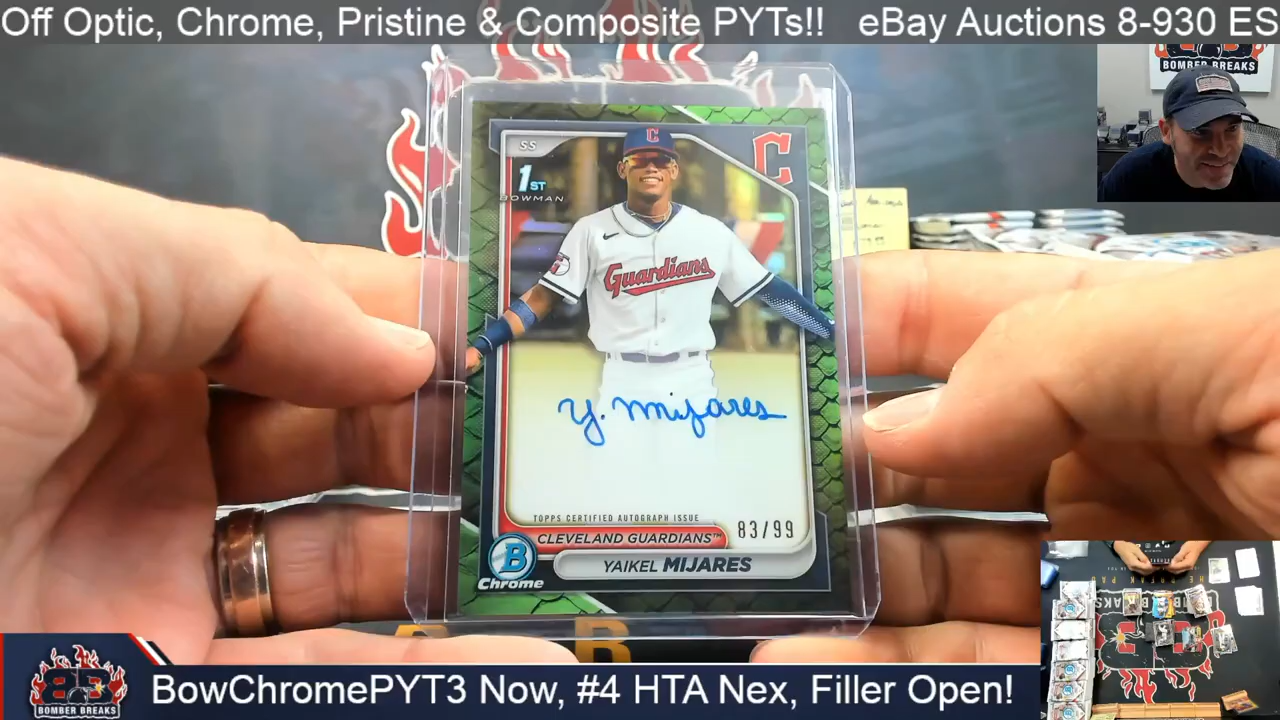 Off Optic, Chrome, Pristine & Composite PYTs!! eBay Auctions 8-930 ES
BOMBER BREAKS
C
C
SS
1ST
BOWMAN
Guardians
y. mijares
TOPPS CERTIFIED AUTOGRAPH ISSUE
83/99
CLEVELAND GUARDIANS™
YAIKEL MIJARES
B
Chrome
BOMBER BREAKS
BowChromePYT3 Now, #4 HTA Nex, Filler Open!